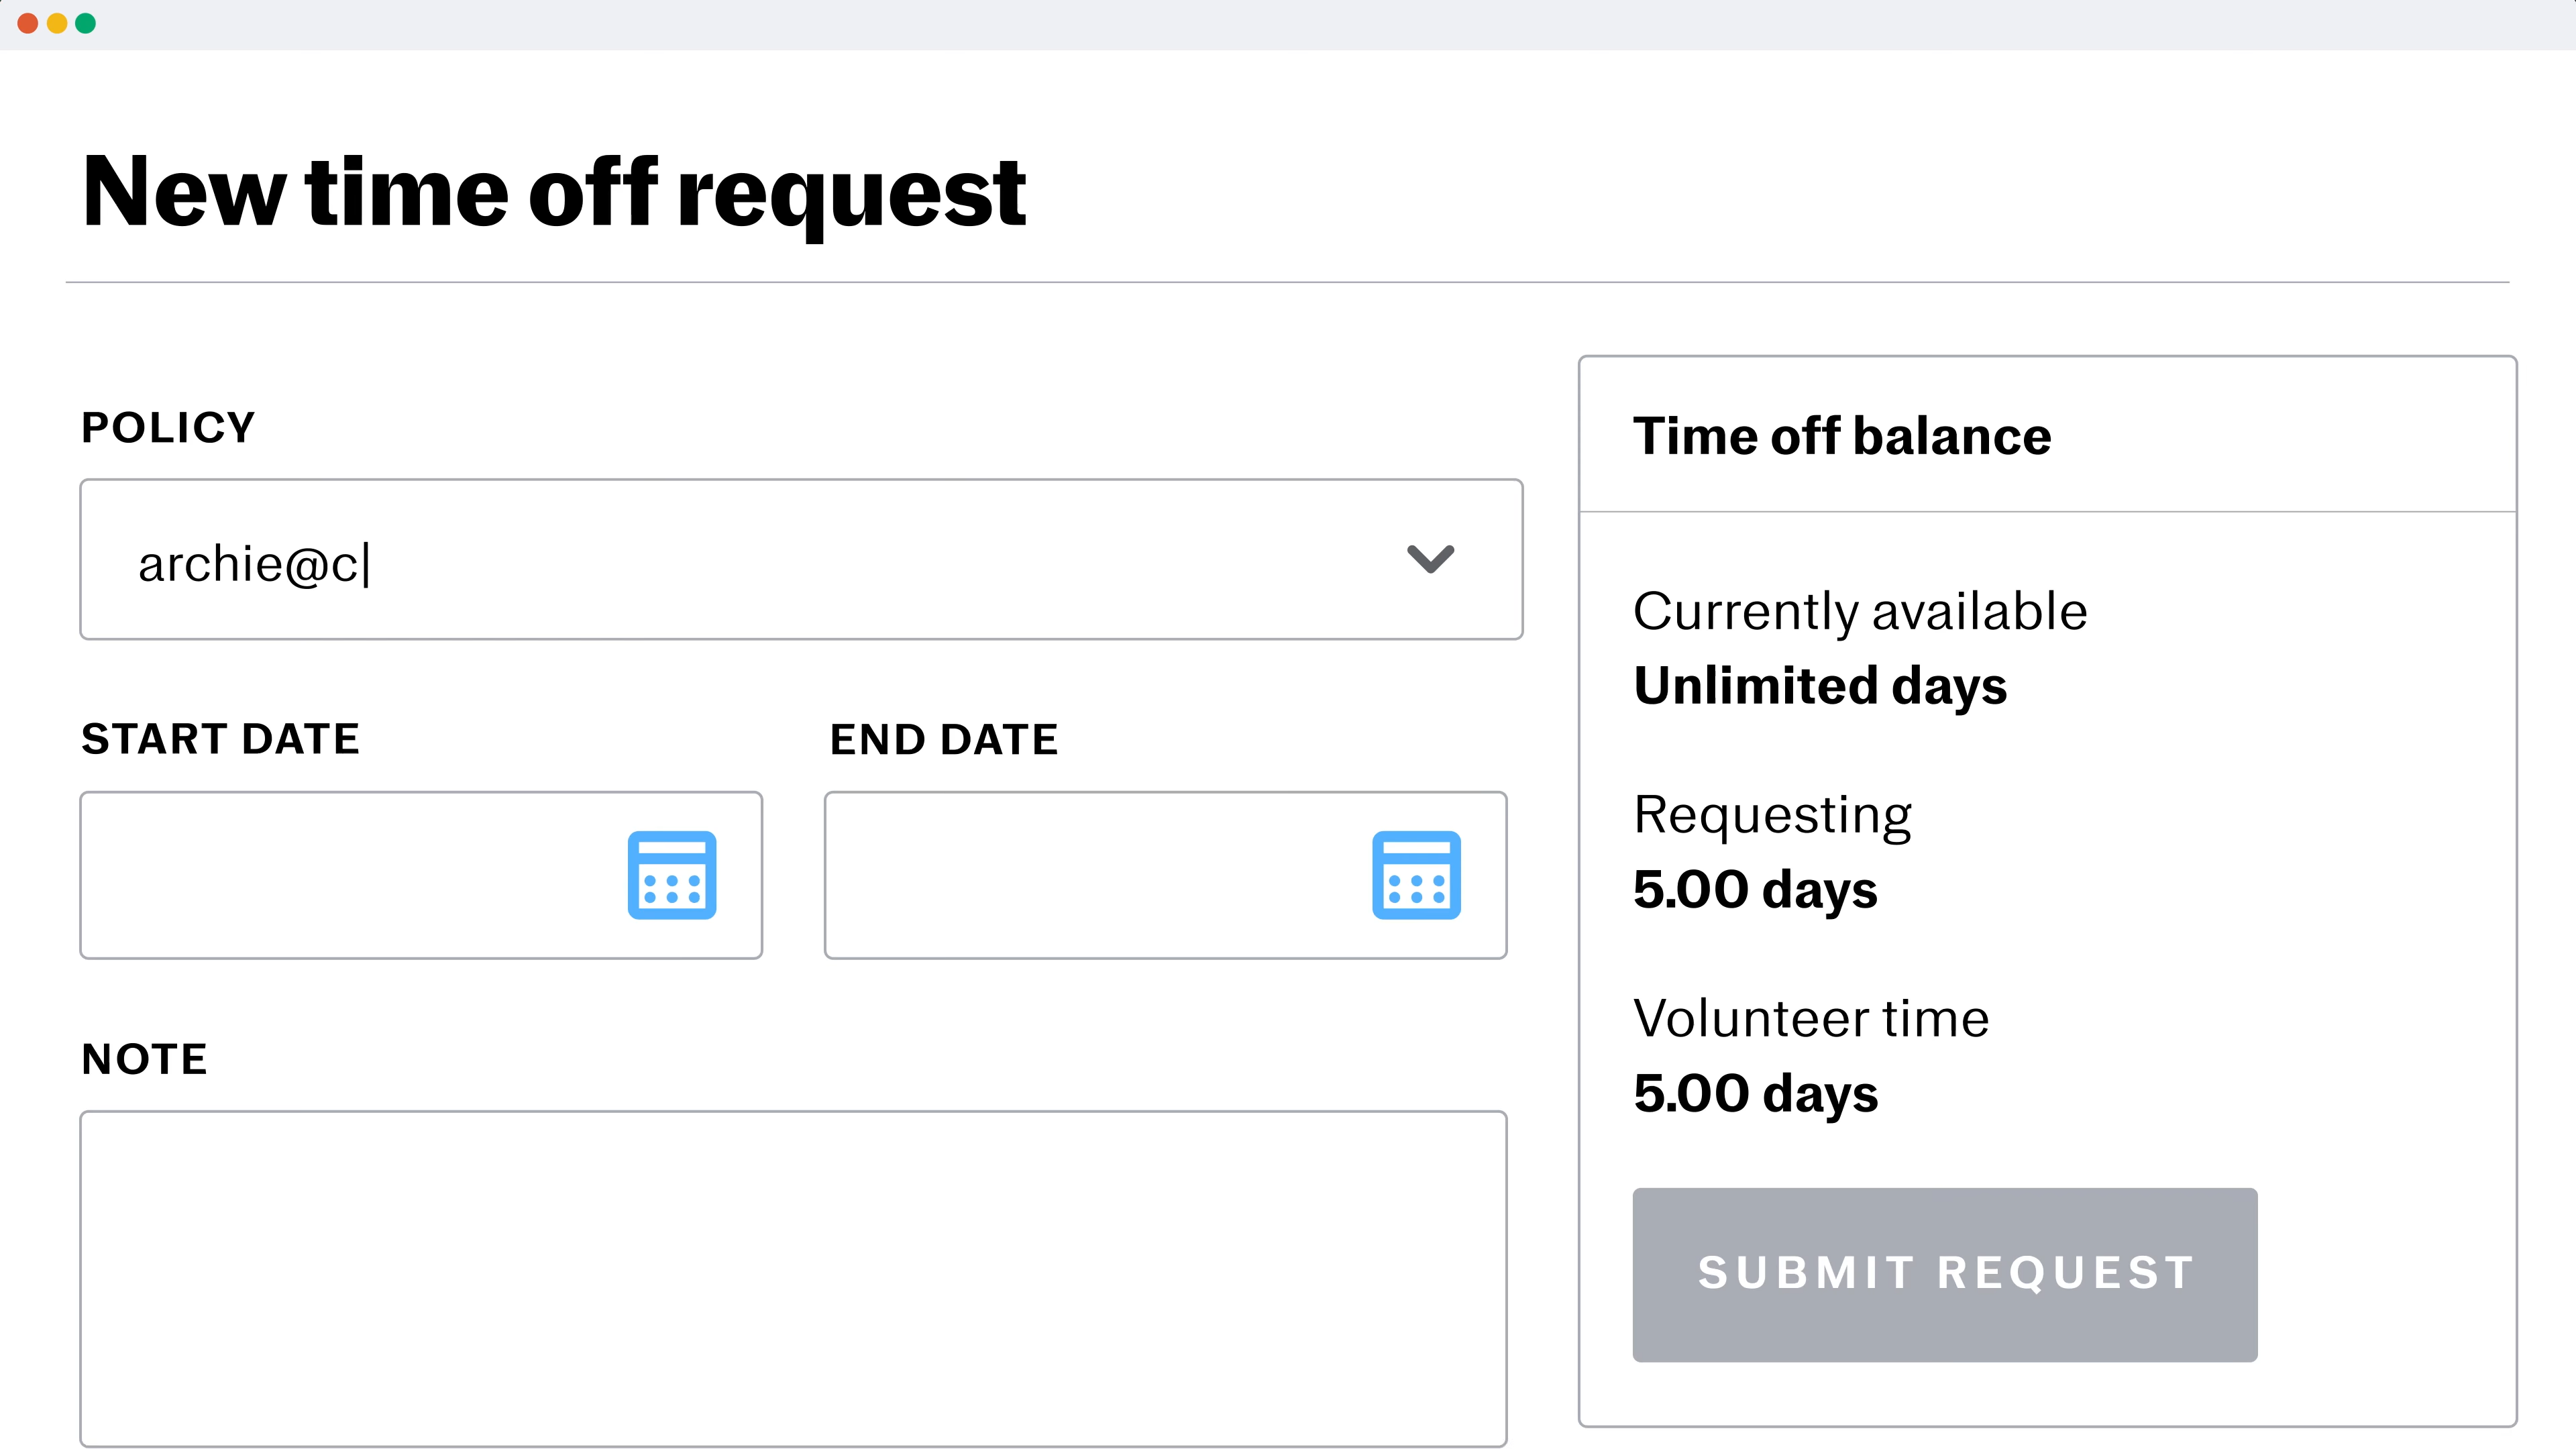 New time off request
POLICY
archie@c
START DATE
END DATE
NOTE
Time off balance
Currently available
Unlimited days
Requesting
5.00 days
Volunteer time
5.00 days
SUBMIT REQUEST